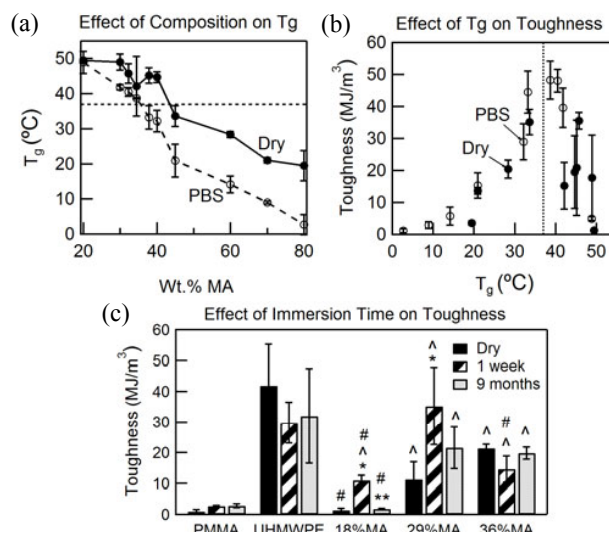 (a)
Effect of Composition on Tg
50
40
30
20
10
0
Tg (ºC)
Dry
PBS
20
40
60
80
Wt.% MA
(b)
Effect of Tg on Toughness
60
50
40
30
20
10
0
Toughness (MJ/m³)
PBS
Dry
0
10
20
30
40
50
Tg (ºC)
(c)
Effect of Immersion Time on Toughness
60
50
40
30
20
10
0
Toughness (MJ/m³)
Dry
1 week
9 months
#
#
^
*
#
**
^
^
*
^
^
#
^
^
PMMA
UHMWPE
18%MA
29%MA
36%MA